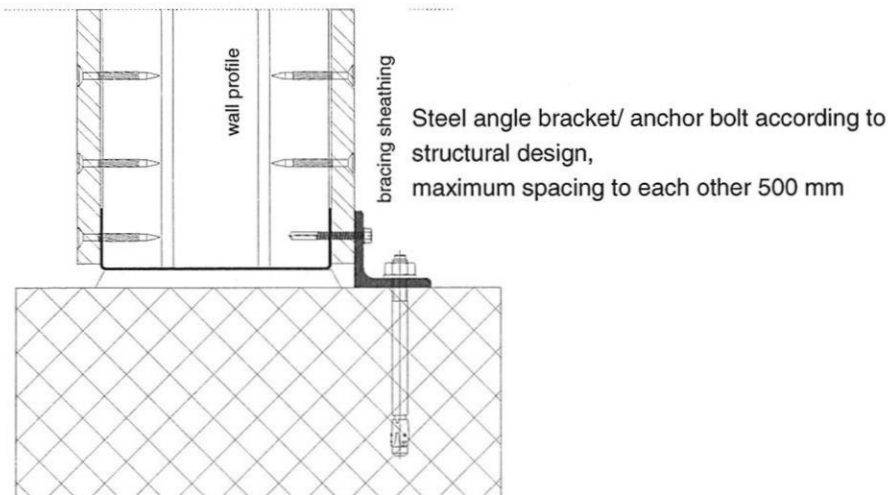 wall profile
bracing sheathing
Steel angle bracket/ anchor bolt according to
structural design,
maximum spacing to each other 500 mm